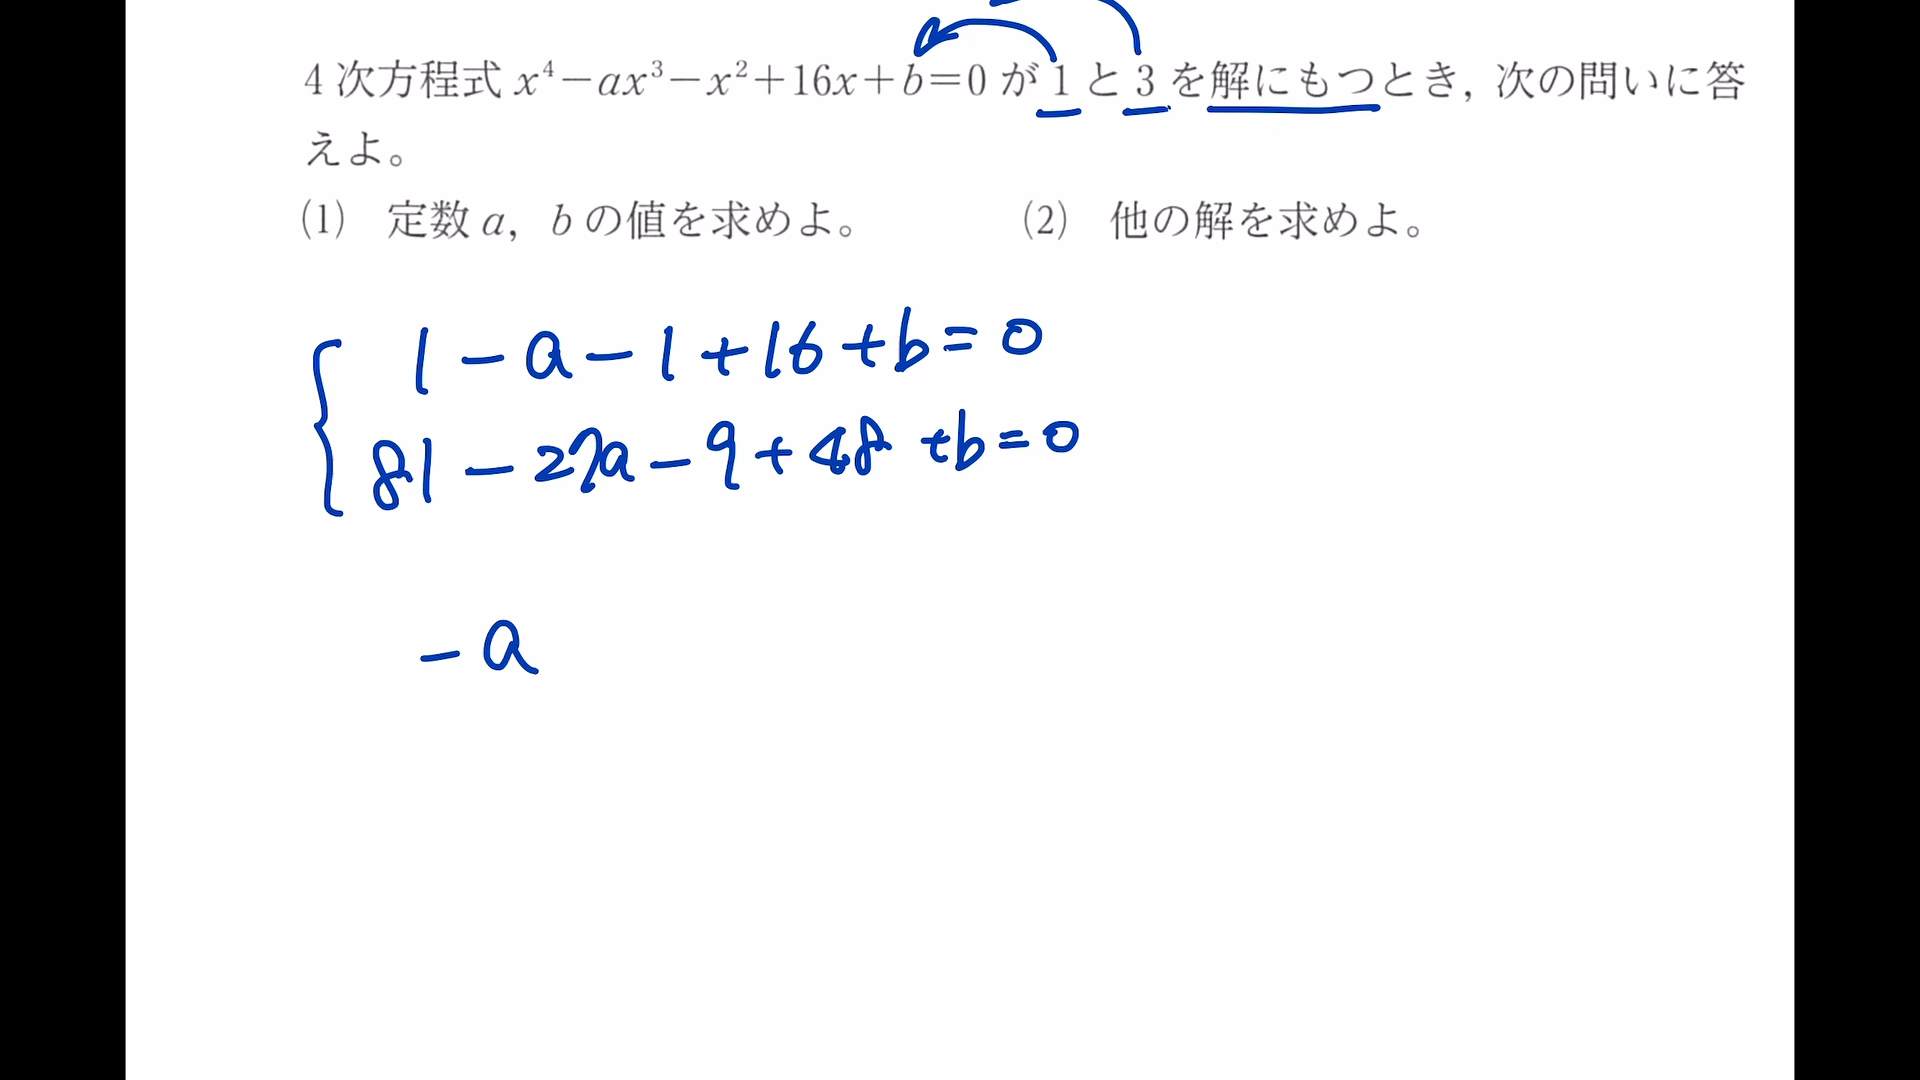 4次方程式 x⁴−ax³−x²+16x+b=0 が 1 と 3 を解にもつとき, 次の問いに答
えよ。
(1) 定数 a, b の値を求めよ。 (2) 他の解を求めよ。
1 − a − 1 + 16 + b = 0
81 − 27a − 9 + 48 + b = 0
− a